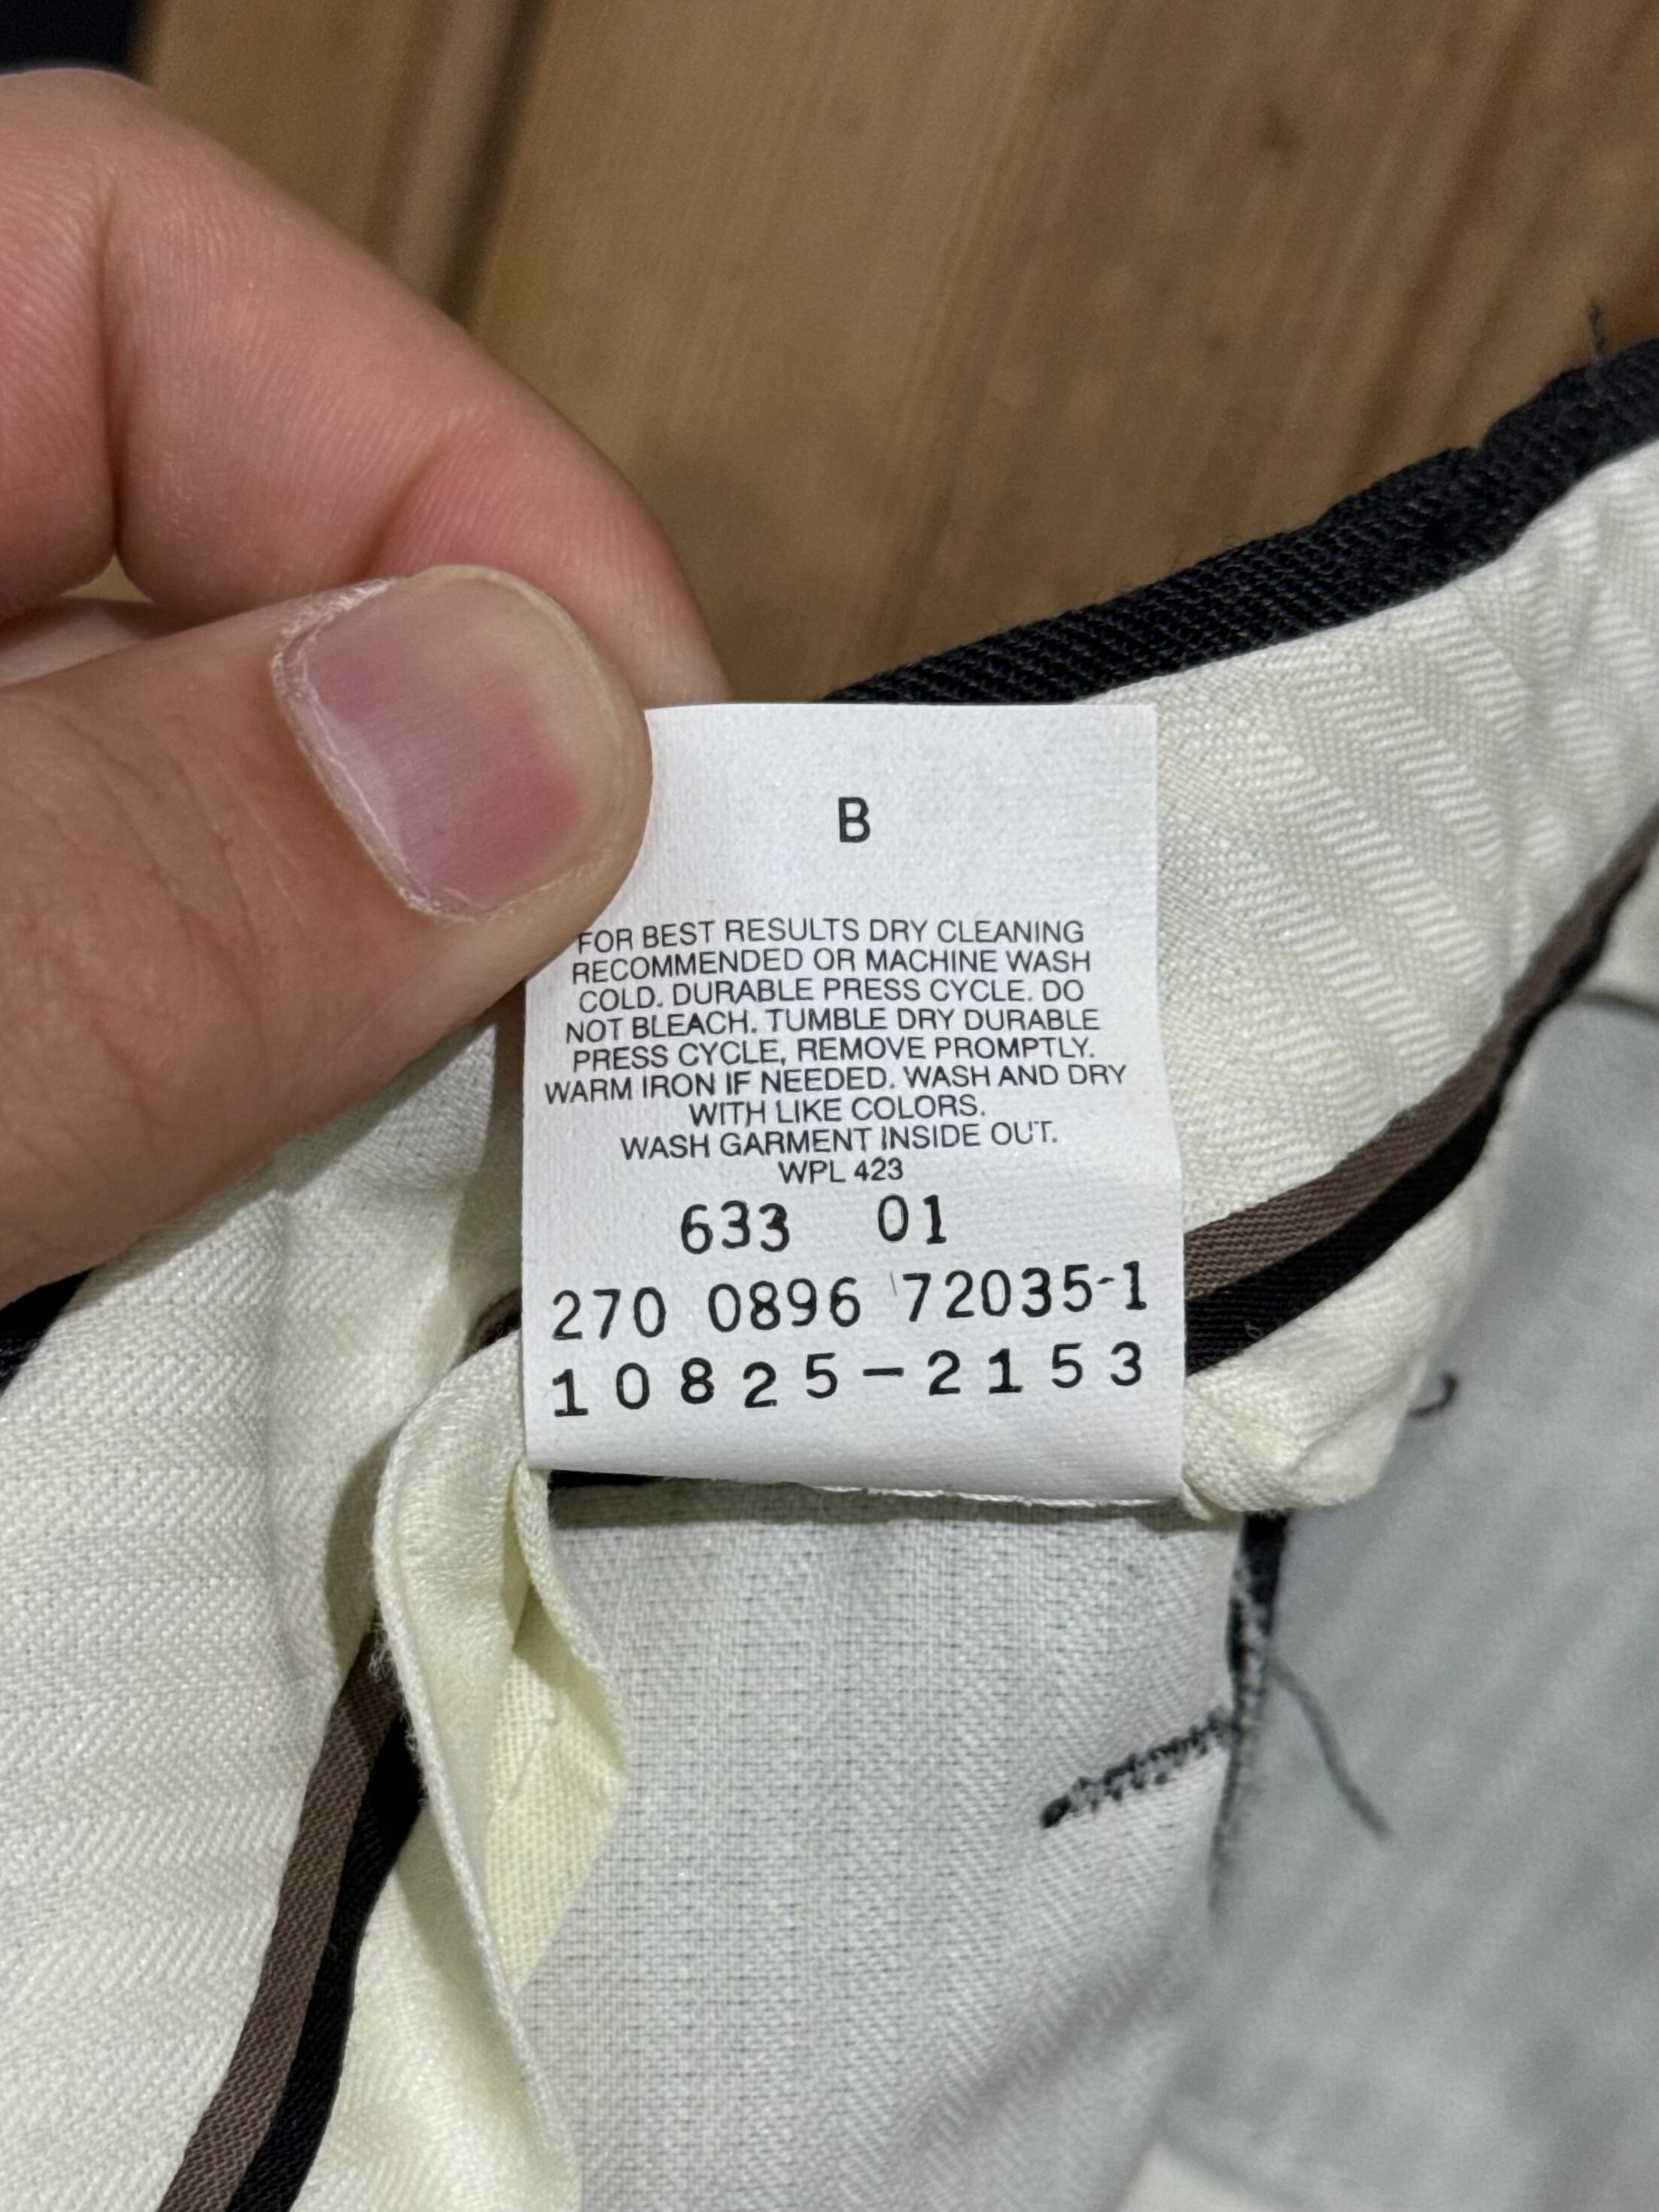 B
FOR BEST RESULTS DRY CLEANING
RECOMMENDED OR MACHINE WASH
COLD. DURABLE PRESS CYCLE. DO
NOT BLEACH. TUMBLE DRY DURABLE
PRESS CYCLE, REMOVE PROMPTLY.
WARM IRON IF NEEDED. WASH AND DRY
WITH LIKE COLORS.
WASH GARMENT INSIDE OUT.
WPL 423
633 01
270 0896 72035-1
10825-2153